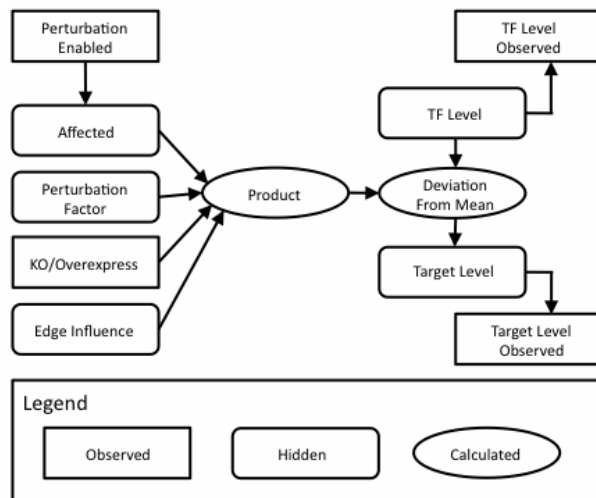 Perturbation
Enabled
TF Level
Observed
Affected
TF Level
Perturbation
Factor
Product
Deviation
From Mean
KO/Overexpress
Target Level
Edge Influence
Target Level
Observed
Legend
Observed
Hidden
Calculated